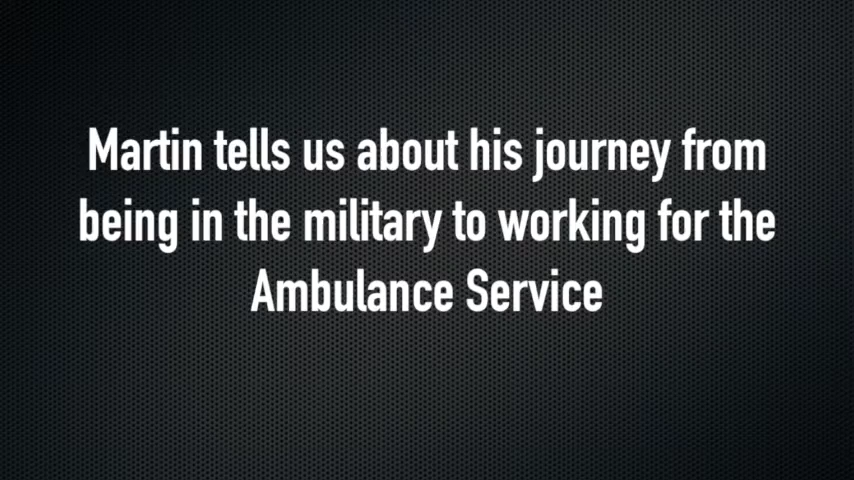 Martin tells us about his journey from
being in the military to working for the
Ambulance Service